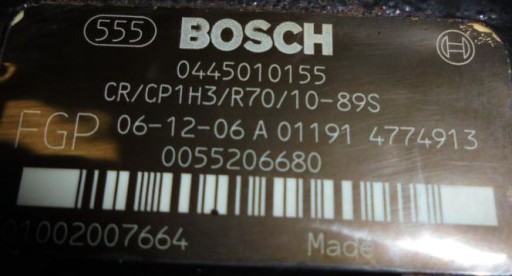 555 BOSCH
0445010155
CR/CP1H3/R70/10-89S
FGP 06-12-06 A 01191 4774913
0055206680
01002007664 Made